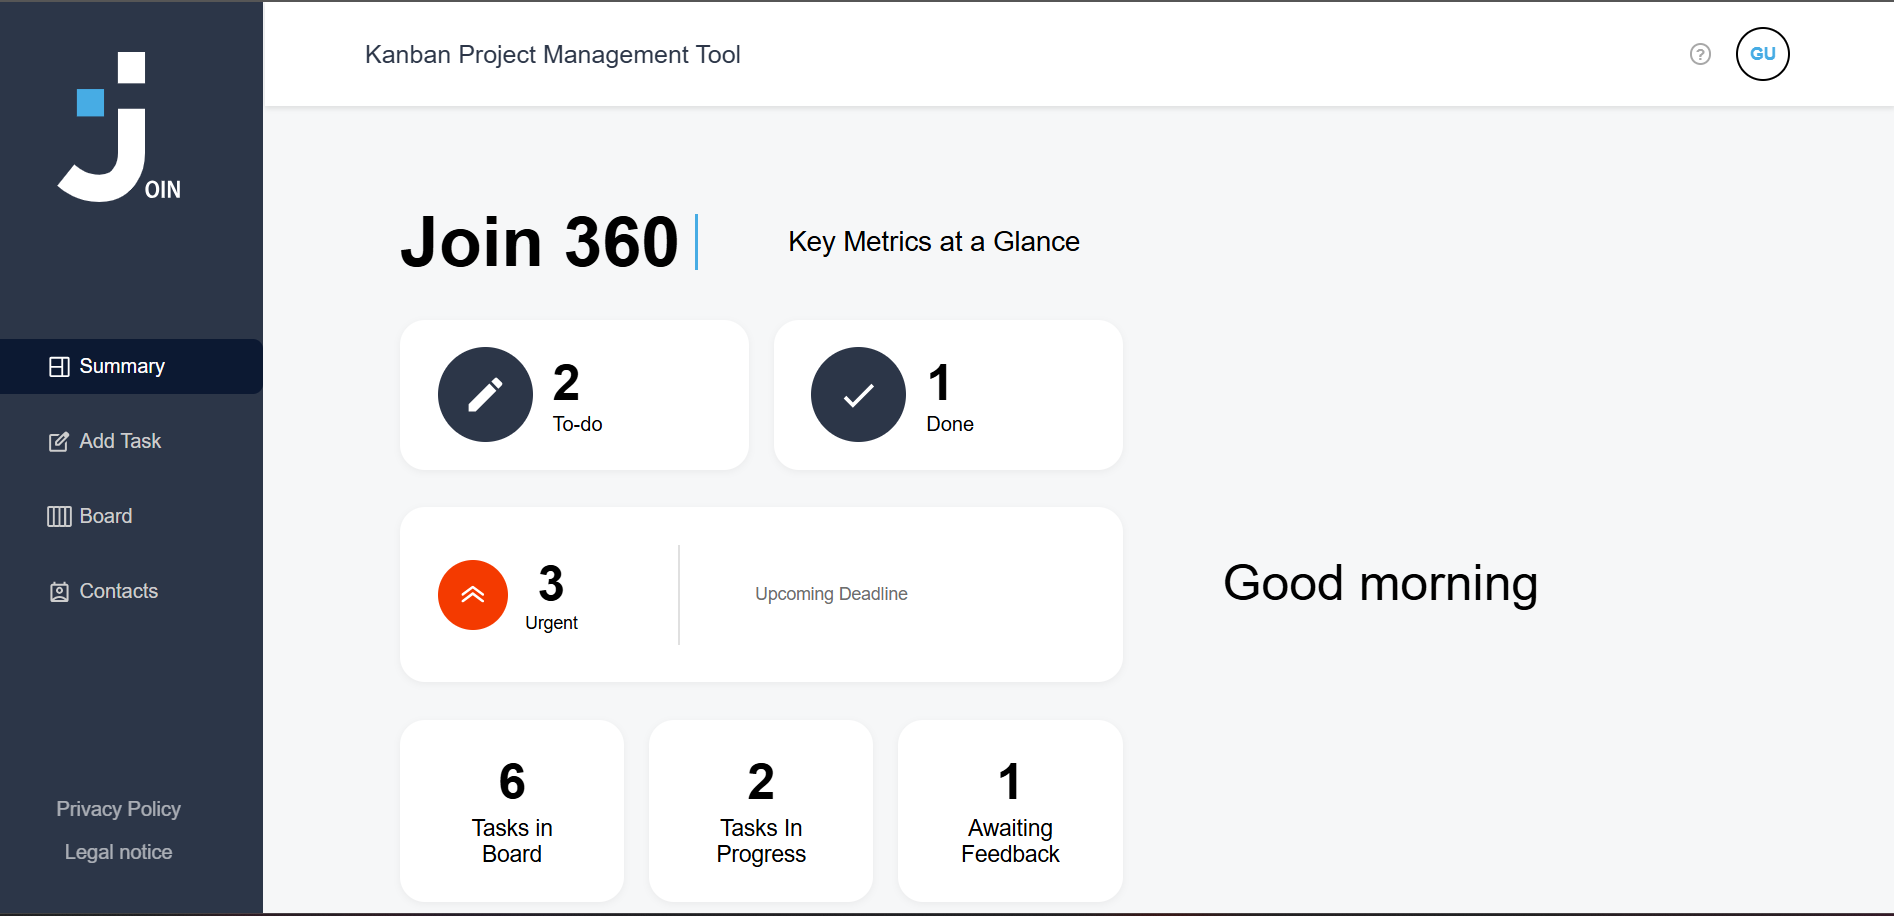 JOIN
Summary
Add Task
Board
Contacts
Privacy Policy
Legal notice
Kanban Project Management Tool
?
GU
Join 360
Key Metrics at a Glance
2
To-do
1
Done
3
Urgent
Upcoming Deadline
6
Tasks in
Board
2
Tasks In
Progress
1
Awaiting
Feedback
Good morning